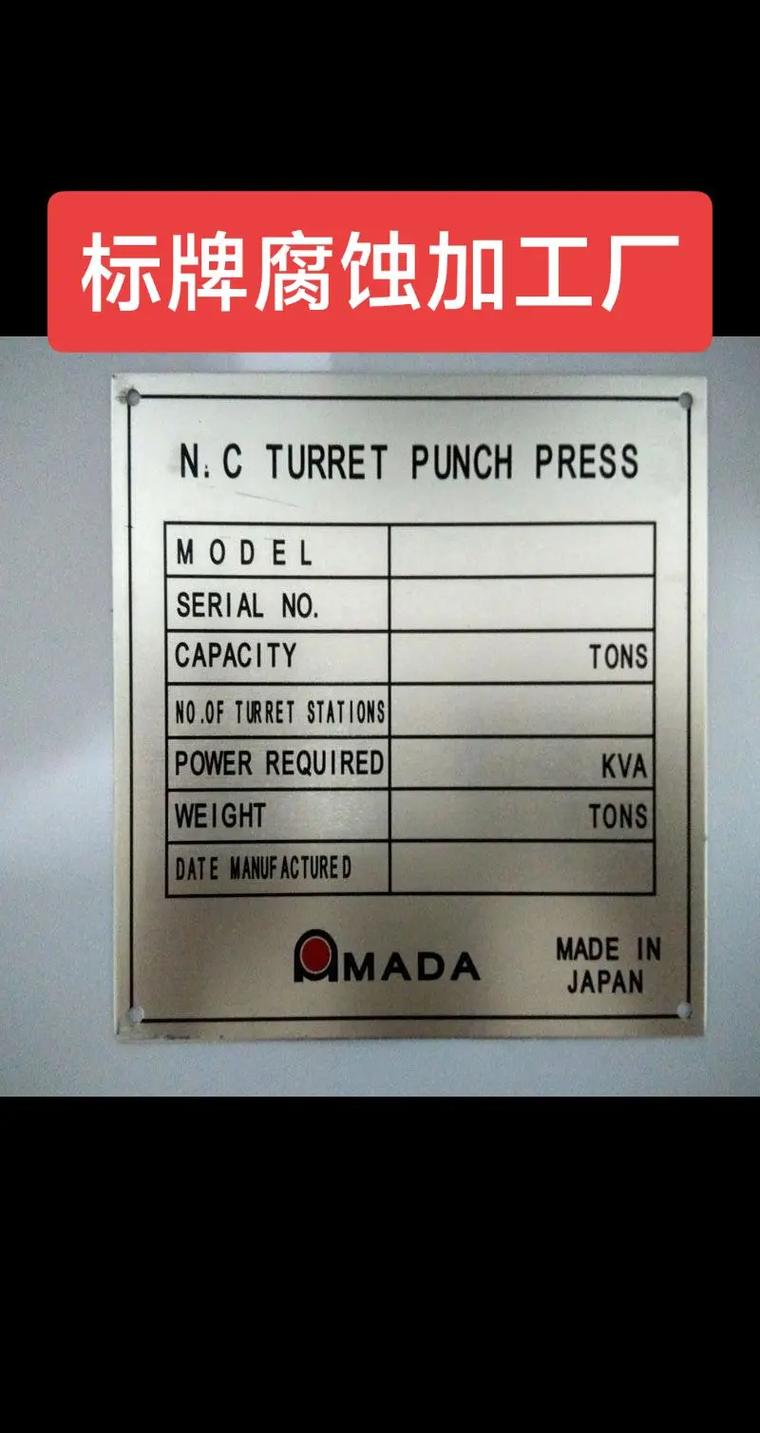 标牌腐蚀加工厂
N.C TURRET PUNCH PRESS
MODEL
SERIAL NO.
CAPACITY TONS
NO.OF TURRET STATIONS
POWER REQUIRED KVA
WEIGHT TONS
DATE MANUFACTURED
AMADA
MADE IN
JAPAN